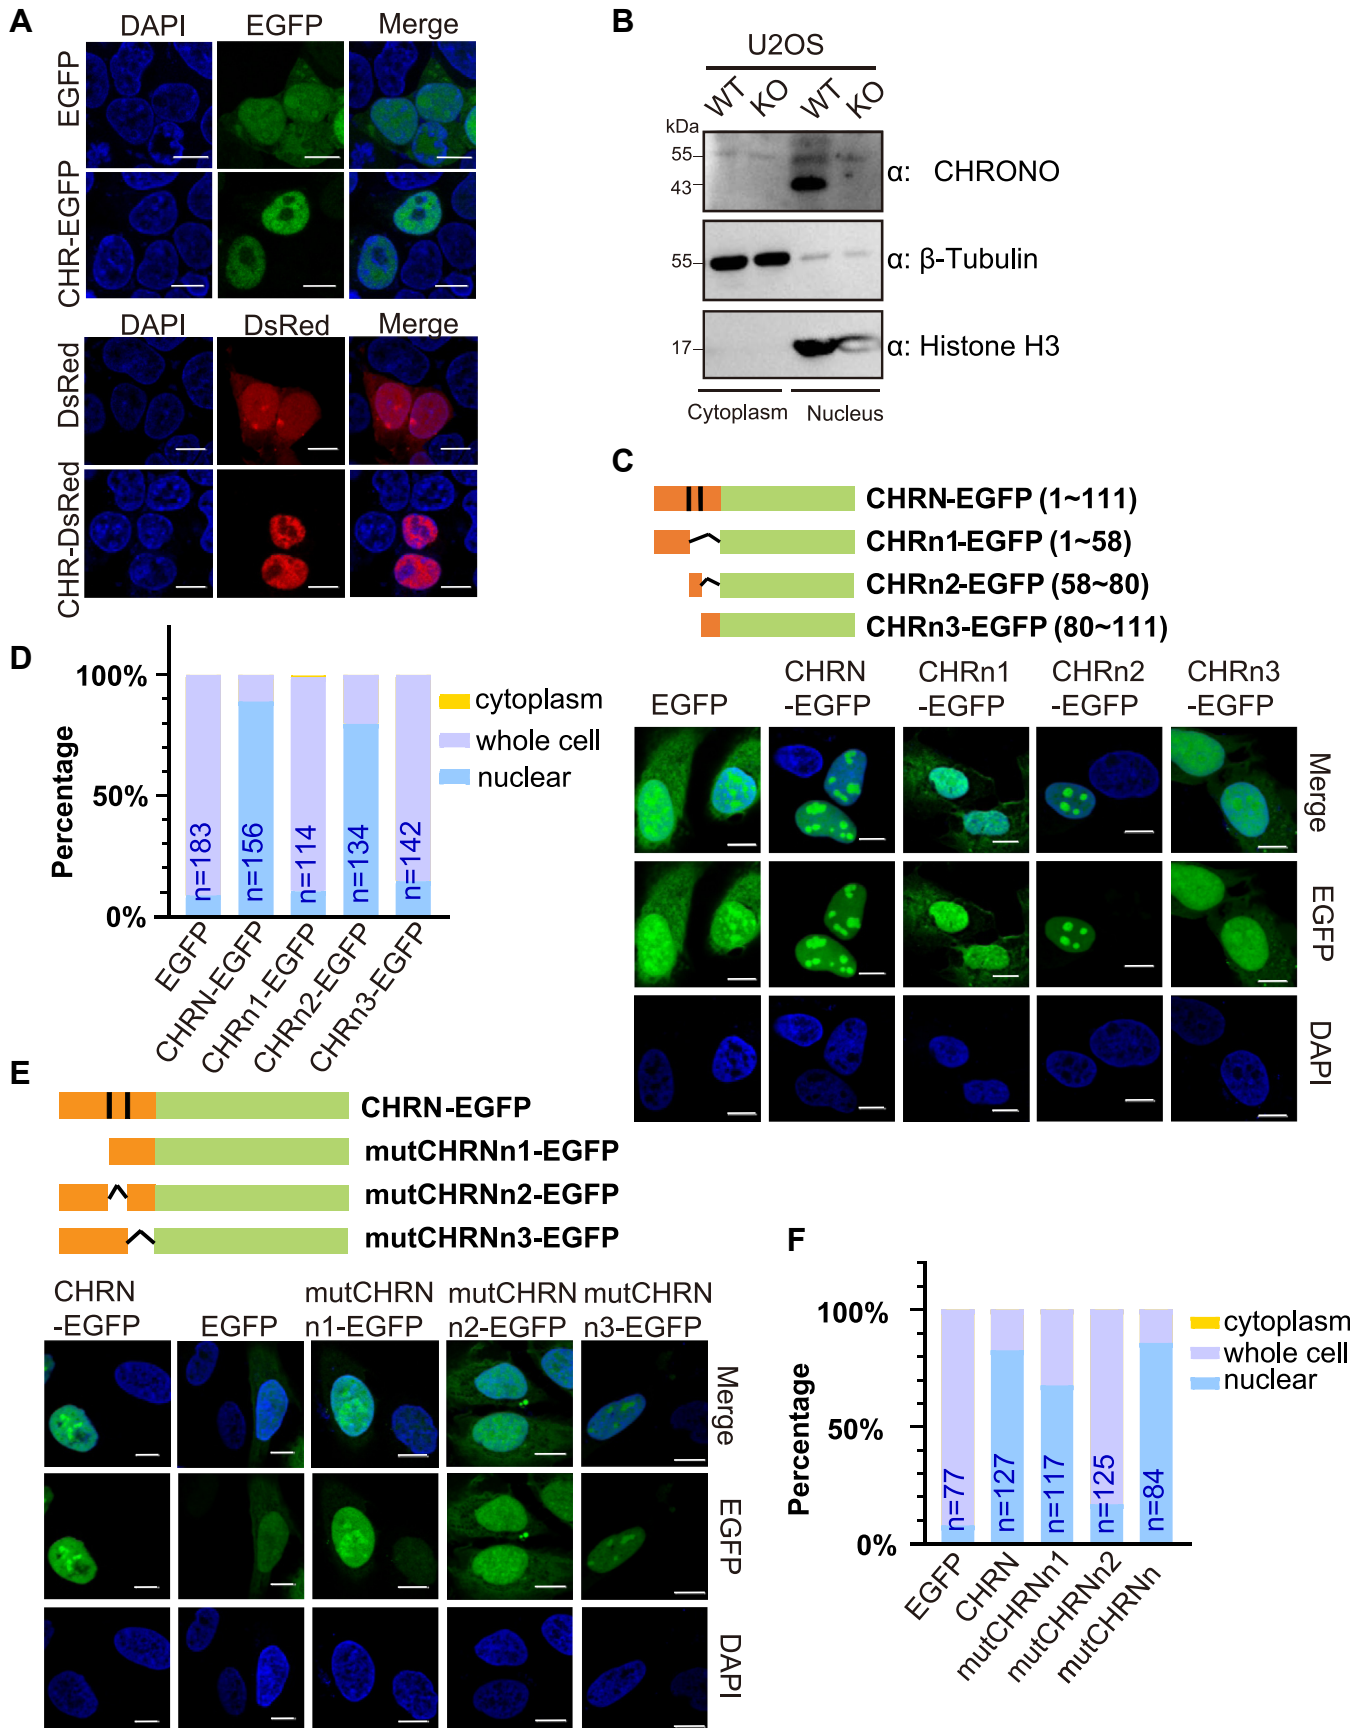 A
DAPI EGFP Merge
EGFP
CHR-EGFP
DAPI DsRed Merge
DsRed
CHR-DsRed
B
U2OS
WT KO WT KO
kDa
55
43
α: CHRONO
55
α: β-Tubulin
17
α: Histone H3
Cytoplasm Nucleus
C
CHRN-EGFP (1~111)
CHRn1-EGFP (1~58)
CHRn2-EGFP (58~80)
CHRn3-EGFP (80~111)
EGFP
CHRN
-EGFP
CHRn1
-EGFP
CHRn2
-EGFP
CHRn3
-EGFP
Merge
EGFP
DAPI
D
Percentage
100%
50%
0%
cytoplasm
whole cell
nuclear
n=183
n=156
n=114
n=134
n=142
EGFP
CHRN-EGFP
CHRn1-EGFP
CHRn2-EGFP
CHRn3-EGFP
E
CHRN-EGFP
mutCHRNn1-EGFP
mutCHRNn2-EGFP
mutCHRNn3-EGFP
CHRN
-EGFP
EGFP
mutCHRN
n1-EGFP
mutCHRN
n2-EGFP
mutCHRN
n3-EGFP
Merge
EGFP
DAPI
F
Percentage
100%
50%
0%
cytoplasm
whole cell
nuclear
n=77
n=127
n=117
n=125
n=84
EGFP
CHRN
mutCHRNn1
mutCHRNn2
mutCHRNn